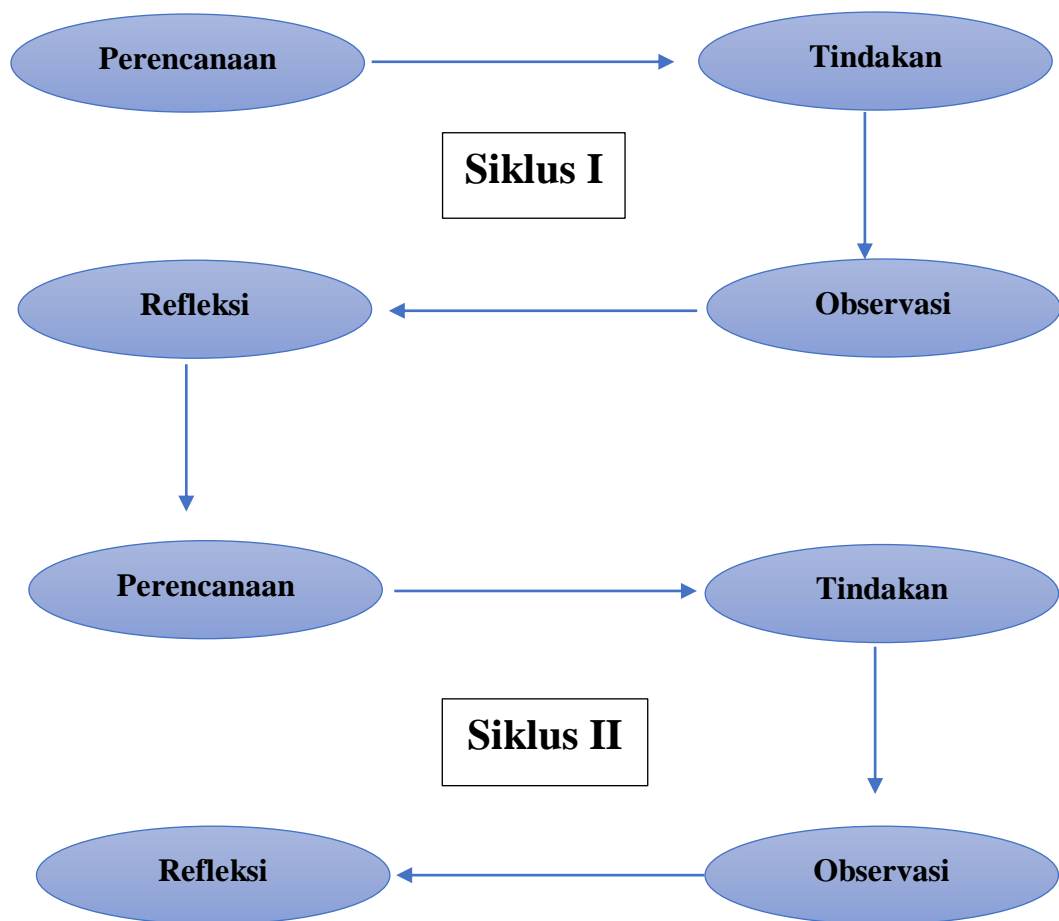 Perencanaan
Tindakan
Siklus I
Refleksi
Observasi
Perencanaan
Tindakan
Siklus II
Refleksi
Observasi